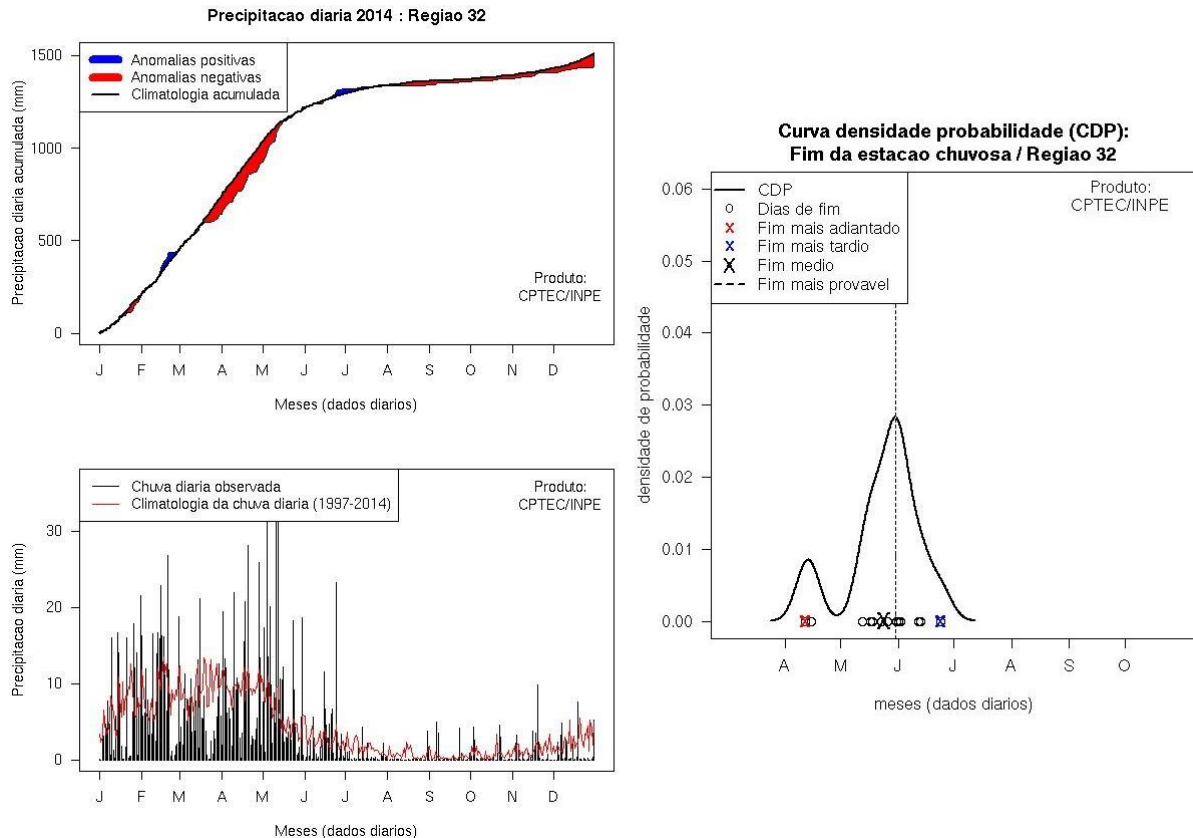 Precipitacao diaria 2014 : Regiao 32
Precipitação diaria acumulada (mm)
1500
1000
500
0
Anomalias positivas
Anomalias negativas
Climatologia acumulada
Produto:
CPTEC/INPE
J F M A M J J A S O N D
Meses (dados diarios)
Precipitação diaria (mm)
30
20
10
0
Chuva diaria observada
Climatologia da chuva diaria (1997-2014)
Produto:
CPTEC/INPE
J F M A M J J A S O N D
Meses (dados diarios)
Curva densidade probabilidade (CDP):
Fim da estacao chuvosa / Regiao 32
densidade de probabilidade
0.06
0.05
0.04
0.03
0.02
0.01
0.00
CDP
Dias de fim
Fim mais adiantado
Fim mais tardio
Fim medio
Fim mais provavel
Produto:
CPTEC/INPE
A M J J A S O
meses (dados diarios)